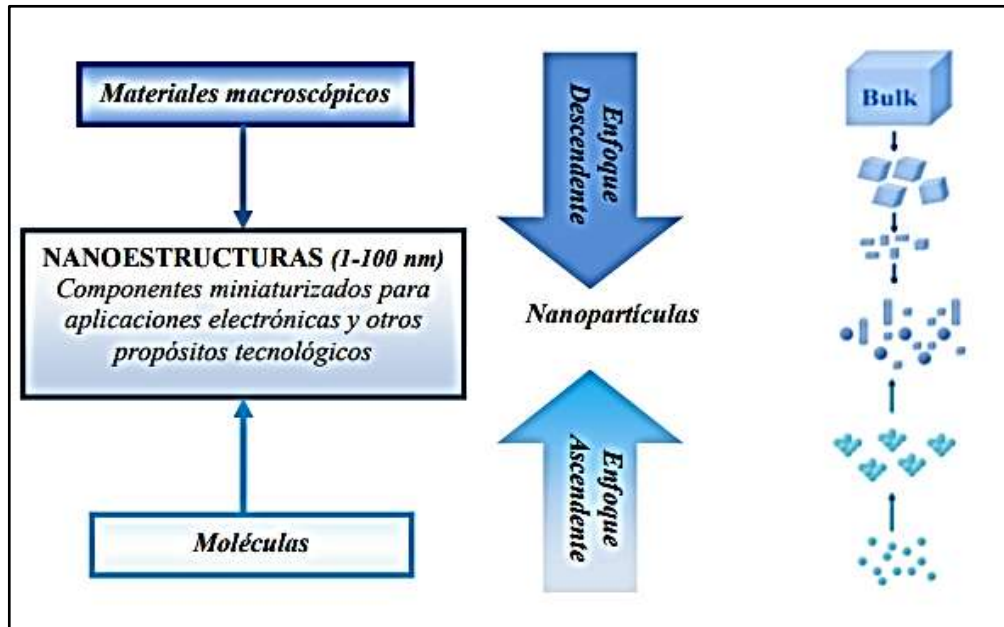 Materiales macroscópicos
NANOESTRUCTURAS (1-100 nm)
Componentes miniaturizados para
aplicaciones electrónicas y otros
propósitos tecnológicos
Moléculas
Enfoque
Descendente
Nanopartículas
Enfoque
Ascendente
Bulk